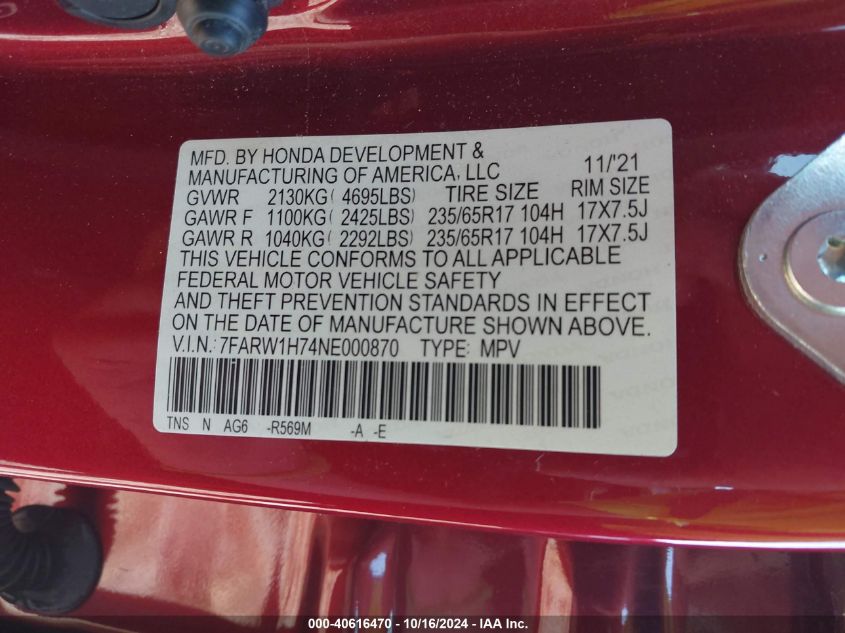 MFD. BY HONDA DEVELOPMENT &
MANUFACTURING OF AMERICA, LLC 11/'21
GVWR 2130KG( 4695LBS) TIRE SIZE RIM SIZE
GAWR F 1100KG( 2425LBS) 235/65R17 104H 17X7.5J
GAWR R 1040KG( 2292LBS) 235/65R17 104H 17X7.5J
THIS VEHICLE CONFORMS TO ALL APPLICABLE
FEDERAL MOTOR VEHICLE SAFETY
AND THEFT PREVENTION STANDARDS IN EFFECT
ON THE DATE OF MANUFACTURE SHOWN ABOVE.
V.I.N.: 7FARW1H74NE000870 TYPE: MPV
TNS N AG6 -R569M -A -E
000-40616470 - 10/16/2024 - IAA Inc.